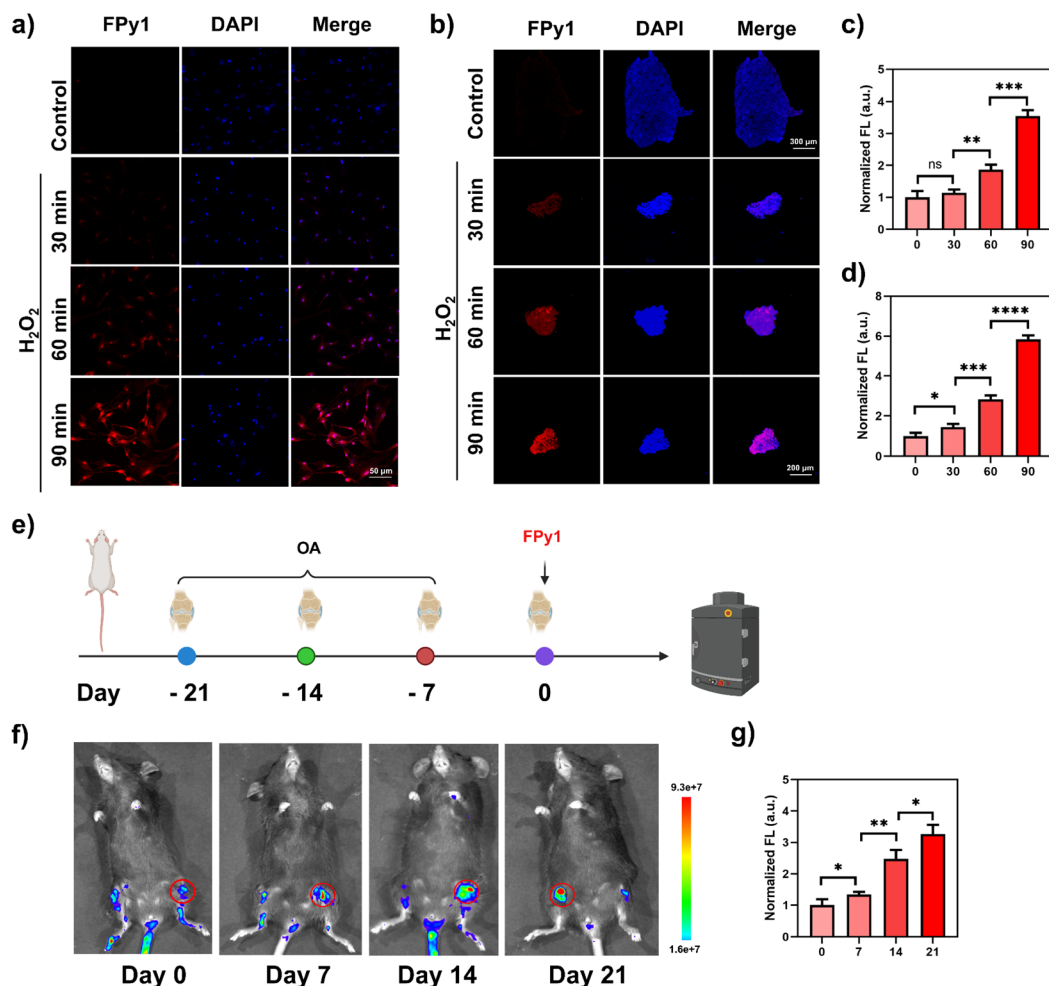 a)
FPy1 DAPI Merge
Control
H₂O₂
30 min
60 min
90 min
50 μm
b)
FPy1 DAPI Merge
Control
300 μm
H₂O₂
30 min
60 min
90 min
200 μm
c)
Normalized FL (a.u.)
5
4
3
2
1
0
ns
**
***
0 30 60 90
d)
Normalized FL (a.u.)
8
6
4
2
0
*
***
****
0 30 60 90
e)
OA
FPy1
Day - 21 - 14 - 7 0
f)
9.3e+7
1.6e+7
Day 0 Day 7 Day 14 Day 21
g)
Normalized FL (a.u.)
5
4
3
2
1
0
*
**
*
0 7 14 21